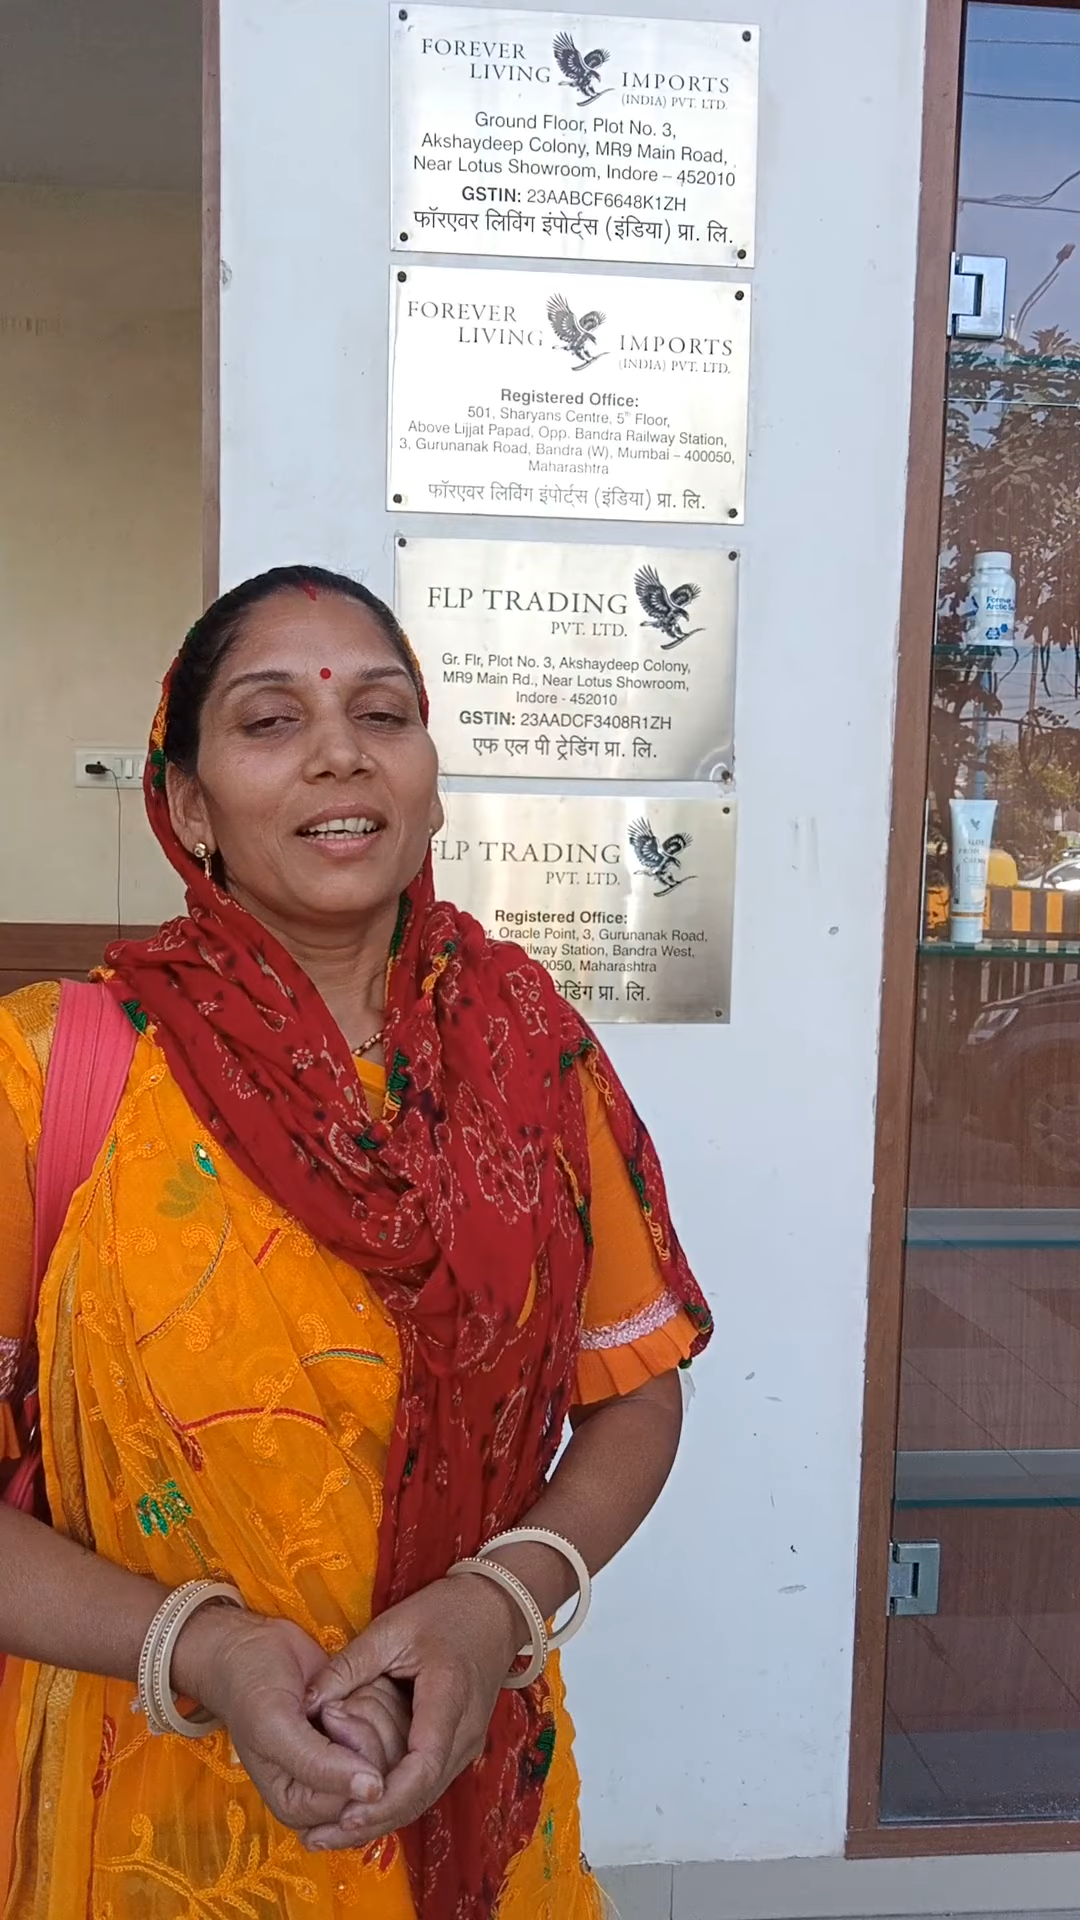 FOREVER
LIVING IMPORTS
(INDIA) PVT. LTD.
Ground Floor, Plot No. 3,
Akshaydeep Colony, MR9 Main Road,
Near Lotus Showroom, Indore – 452010
GSTIN: 23AABCF6648K1ZH
फॉरएवर लिविंग इंपोर्ट्स (इंडिया) प्रा. लि.
FOREVER
LIVING IMPORTS
(INDIA) PVT. LTD.
Registered Office:
501, Sharyans Centre, 5th Floor,
Above Lijjat Papad, Opp. Bandra Railway Station,
3, Gurunanak Road, Bandra (W), Mumbai – 400050,
Maharashtra
फॉरएवर लिविंग इंपोर्ट्स (इंडिया) प्रा. लि.
FLP TRADING
PVT. LTD.
Gr. Flr, Plot No. 3, Akshaydeep Colony,
MR9 Main Rd., Near Lotus Showroom,
Indore - 452010
GSTIN: 23AADCF3408R1ZH
एफ एल पी ट्रेडिंग प्रा. लि.
FLP TRADING
PVT. LTD.
Registered Office:
Oracle Point, 3, Gurunanak Road,
Station, Bandra West,
0050, Maharashtra
ट्रेडिंग प्रा. लि.
Forever
Arctic